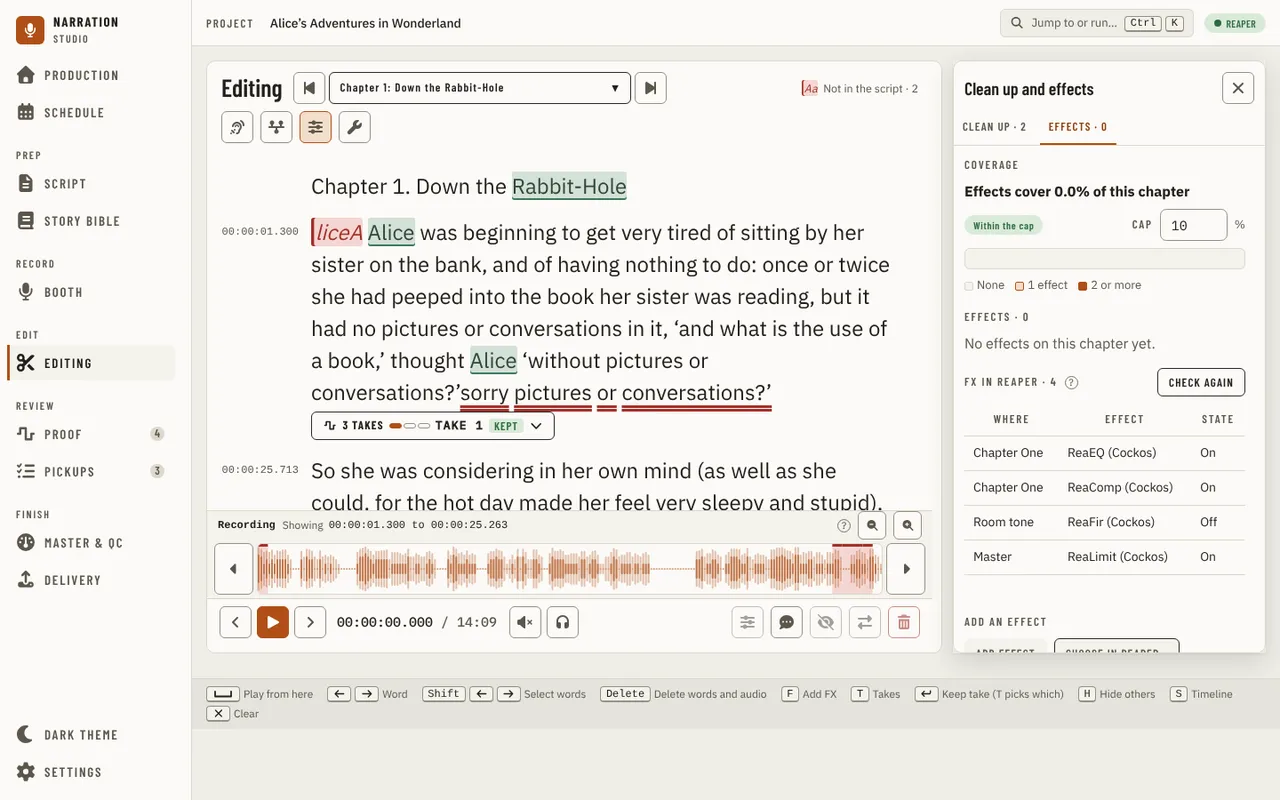 NARRATION
STUDIO
PRODUCTION
SCHEDULE
PREP
SCRIPT
STORY BIBLE
RECORD
BOOTH
EDIT
EDITING
REVIEW
PROOF 4
PICKUPS 3
FINISH
MASTER & QC
DELIVERY
DARK THEME
SETTINGS
PROJECT Alice’s Adventures in Wonderland
Jump to or run... Ctrl K
REAPER
Editing
Chapter 1: Down the Rabbit-Hole
Aa Not in the script · 2
Chapter 1. Down the Rabbit-Hole
00:00:01.300 liceA Alice was beginning to get very tired of sitting by her
sister on the bank, and of having nothing to do: once or twice
she had peeped into the book her sister was reading, but it
had no pictures or conversations in it, ‘and what is the use of
a book,’ thought Alice ‘without pictures or
conversations?’sorry pictures or conversations?’
3 TAKES TAKE 1 KEPT
00:00:25.713 So she was considering in her own mind (as well as she
could, for the hot day made her feel very sleepy and stupid),
Recording Showing 00:00:01.300 to 00:00:25.263 ?
00:00:00.000 / 14:09
Clean up and effects
CLEAN UP · 2 EFFECTS · 0
COVERAGE
Effects cover 0.0% of this chapter
Within the cap CAP 10 %
None 1 effect 2 or more
EFFECTS · 0
No effects on this chapter yet.
FX IN REAPER · 4 ? CHECK AGAIN
WHERE EFFECT STATE
Chapter One ReaEQ (Cockos) On
Chapter One ReaComp (Cockos) On
Room tone ReaFir (Cockos) Off
Master ReaLimit (Cockos) On
ADD AN EFFECT
ADD EFFECT CHOOSE IN REAPER...
Play from here Word Shift Select words Delete Delete words and audio F Add FX T Takes Keep take (T picks which) H Hide others S Timeline
Clear